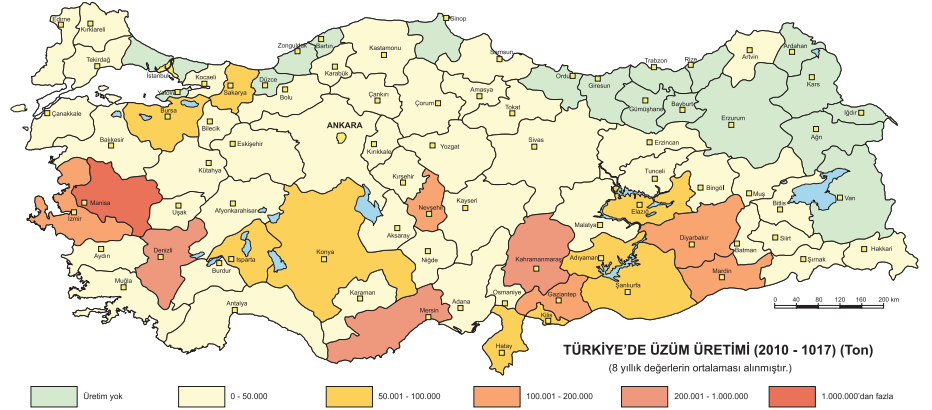 Edirne
Kırklareli
Tekirdağ
İstanbul
Kocaeli
Yalova
Sakarya
Düzce
Zonguldak
Bartın
Karabük
Bolu
Kastamonu
Sinop
Samsun
Çankırı
Çorum
Amasya
Tokat
Ordu
Giresun
Trabzon
Rize
Artvin
Ardahan
Kars
Gümüşhane
Bayburt
Erzurum
Iğdır
Ağrı
Çanakkale
Bursa
Bilecik
Balıkesir
Eskişehir
Kütahya
ANKARA
Kırıkkale
Yozgat
Sivas
Erzincan
Kırşehir
Tunceli
Bingöl
Muş
Bitlis
Van
Manisa
İzmir
Uşak
Afyonkarahisar
Nevşehir
Kayseri
Malatya
Elazığ
Aksaray
Diyarbakır
Batman
Siirt
Hakkari
Şırnak
Aydın
Denizli
Burdur
Isparta
Konya
Niğde
Kahramanmaraş
Adıyaman
Mardin
Muğla
Antalya
Karaman
Mersin
Adana
Osmaniye
Gaziantep
Şanlıurfa
Kilis
Hatay
0 40 80 120 160 200 km
TÜRKİYE'DE ÜZÜM ÜRETİMİ (2010 - 1017) (Ton)
(8 yıllık değerlerin ortalaması alınmıştır.)
Üretim yok
0 - 50.000
50.001 - 100.000
100.001 - 200.000
200.001 - 1.000.000
1.000.000'dan fazla